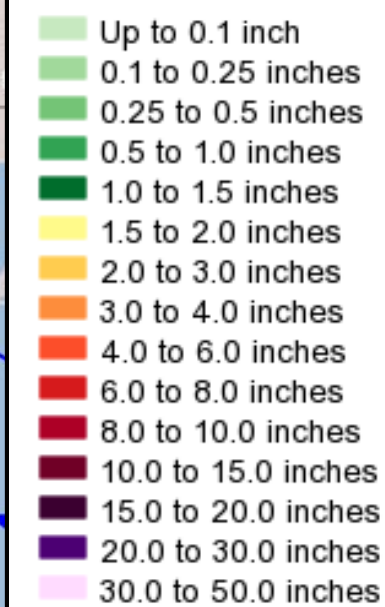 Up to 0.1 inch
0.1 to 0.25 inches
0.25 to 0.5 inches
0.5 to 1.0 inches
1.0 to 1.5 inches
1.5 to 2.0 inches
2.0 to 3.0 inches
3.0 to 4.0 inches
4.0 to 6.0 inches
6.0 to 8.0 inches
8.0 to 10.0 inches
10.0 to 15.0 inches
15.0 to 20.0 inches
20.0 to 30.0 inches
30.0 to 50.0 inches